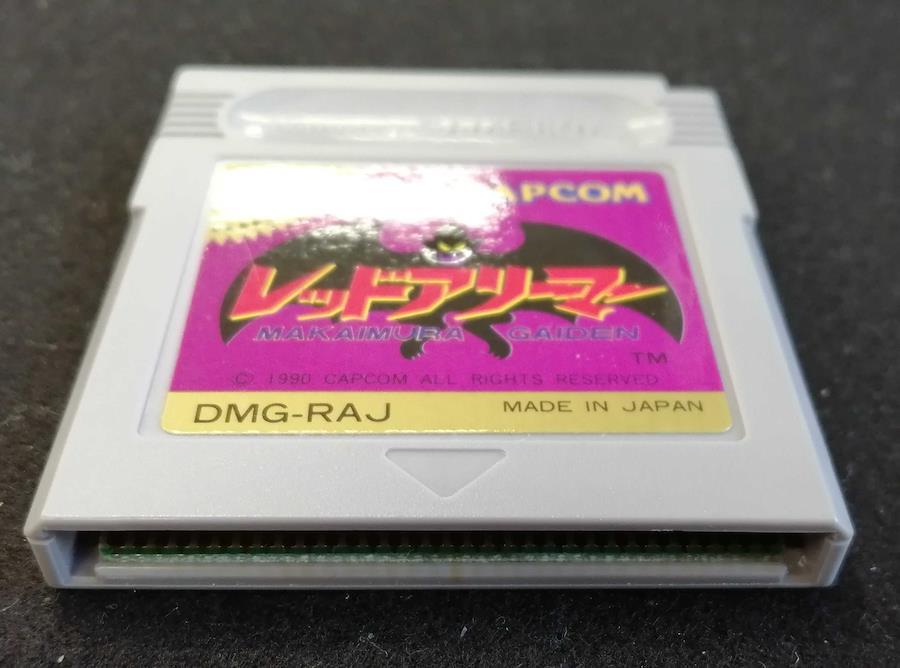 CAPCOM
レッドアリーマー
MAKAIMURA GAIDEN
TM
© 1990 CAPCOM ALL RIGHTS RESERVED
DMG-RAJ MADE IN JAPAN